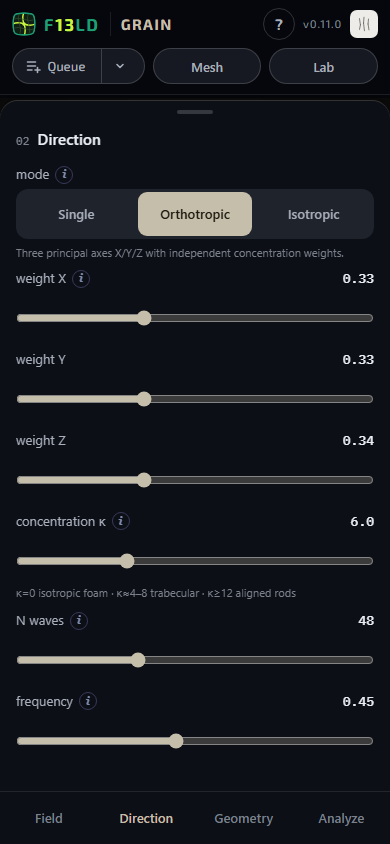 F13LD GRAIN ? v0.11.0
Queue Mesh Lab
02 Direction
mode i
Single Orthotropic Isotropic
Three principal axes X/Y/Z with independent concentration weights.
weight X i 0.33
weight Y 0.33
weight Z 0.34
concentration κ i 6.0
κ=0 isotropic foam · κ≈4–8 trabecular · κ≥12 aligned rods
N waves i 48
frequency i 0.45
Field Direction Geometry Analyze